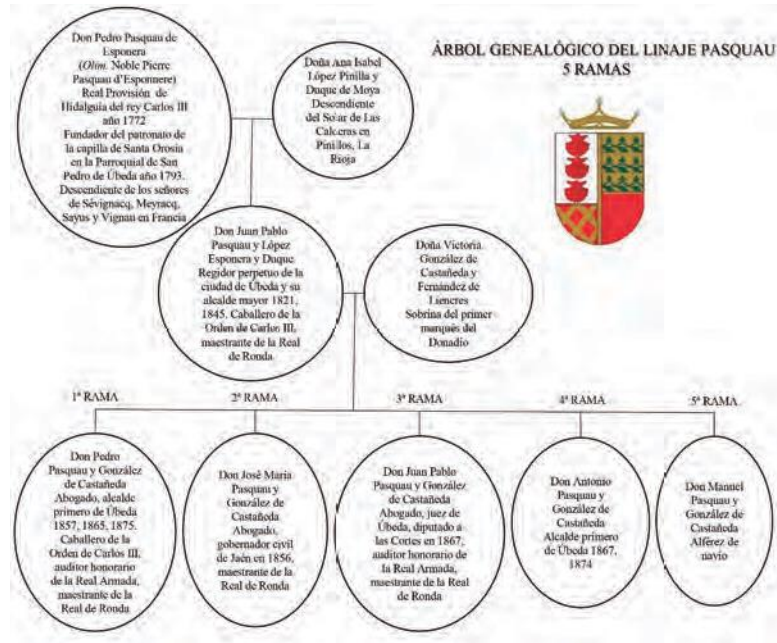 ÁRBOL GENEALÓGICO DEL LINAJE PASQUAU
5 RAMAS
Don Pedro Pasquau de
Esponera
(Olim. Noble Pierre
Pasquau d'Esponnere)
Real Provisión de
Hidalguía del rey Carlos III
año 1772
Fundador del patronato de
la capilla de Santa Orosia
en la Parroquial de San
Pedro de Úbeda año 1793.
Descendiente de los señores
de Sévignacq, Meyracq,
Sayus y Vignau en Francia
Doña Ana Isabel
López Pinilla y
Duque de Moya
Descendiente
del Solar de Las
Calceras en
Pinillos, La
Rioja
Don Juan Pablo
Pasquau y López
Esponera y Duque
Regidor perpetuo de la
ciudad de Úbeda y su
alcalde mayor 1821,
1845. Caballero de la
Orden de Carlos III,
maestrante de la Real
de Ronda
Doña Victoria
González de
Castañeda y
Fernández de
Liencres
Sobrina del primer
marqués del
Donadío
1ª RAMA
2ª RAMA
3ª RAMA
4ª RAMA
5ª RAMA
Don Pedro
Pasquau y González
de Castañeda
Abogado, alcalde
primero de Úbeda
1857, 1865, 1875.
Caballero de la
Orden de Carlos III,
auditor honorario
de la Real Armada,
maestrante de la
Real de Ronda
Don José Maria
Pasquau y
González de
Castañeda
Abogado,
gobernador civil
de Jaén en 1856,
maestrante de la
Real de Ronda
Don Juan Pablo
Pasquau y González
de Castañeda
Abogado, juez de
Úbeda, diputado a
las Cortes en 1867,
auditor honorario de
la Real Armada,
maestrante de la Real
de Ronda
Don Antonio
Pasquau y
González de
Castañeda
Alcalde primero
de Úbeda 1867,
1874
Don Manuel
Pasquau y
González de
Castañeda
Alférez de
navio